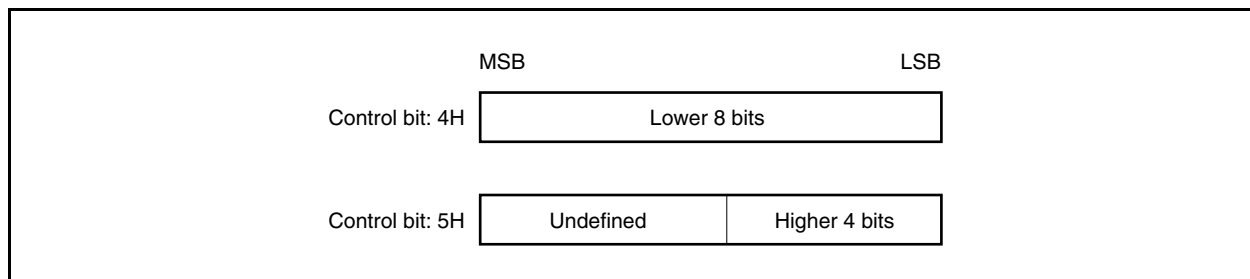 MSB LSB
Control bit: 4H Lower 8 bits
Control bit: 5H Undefined Higher 4 bits